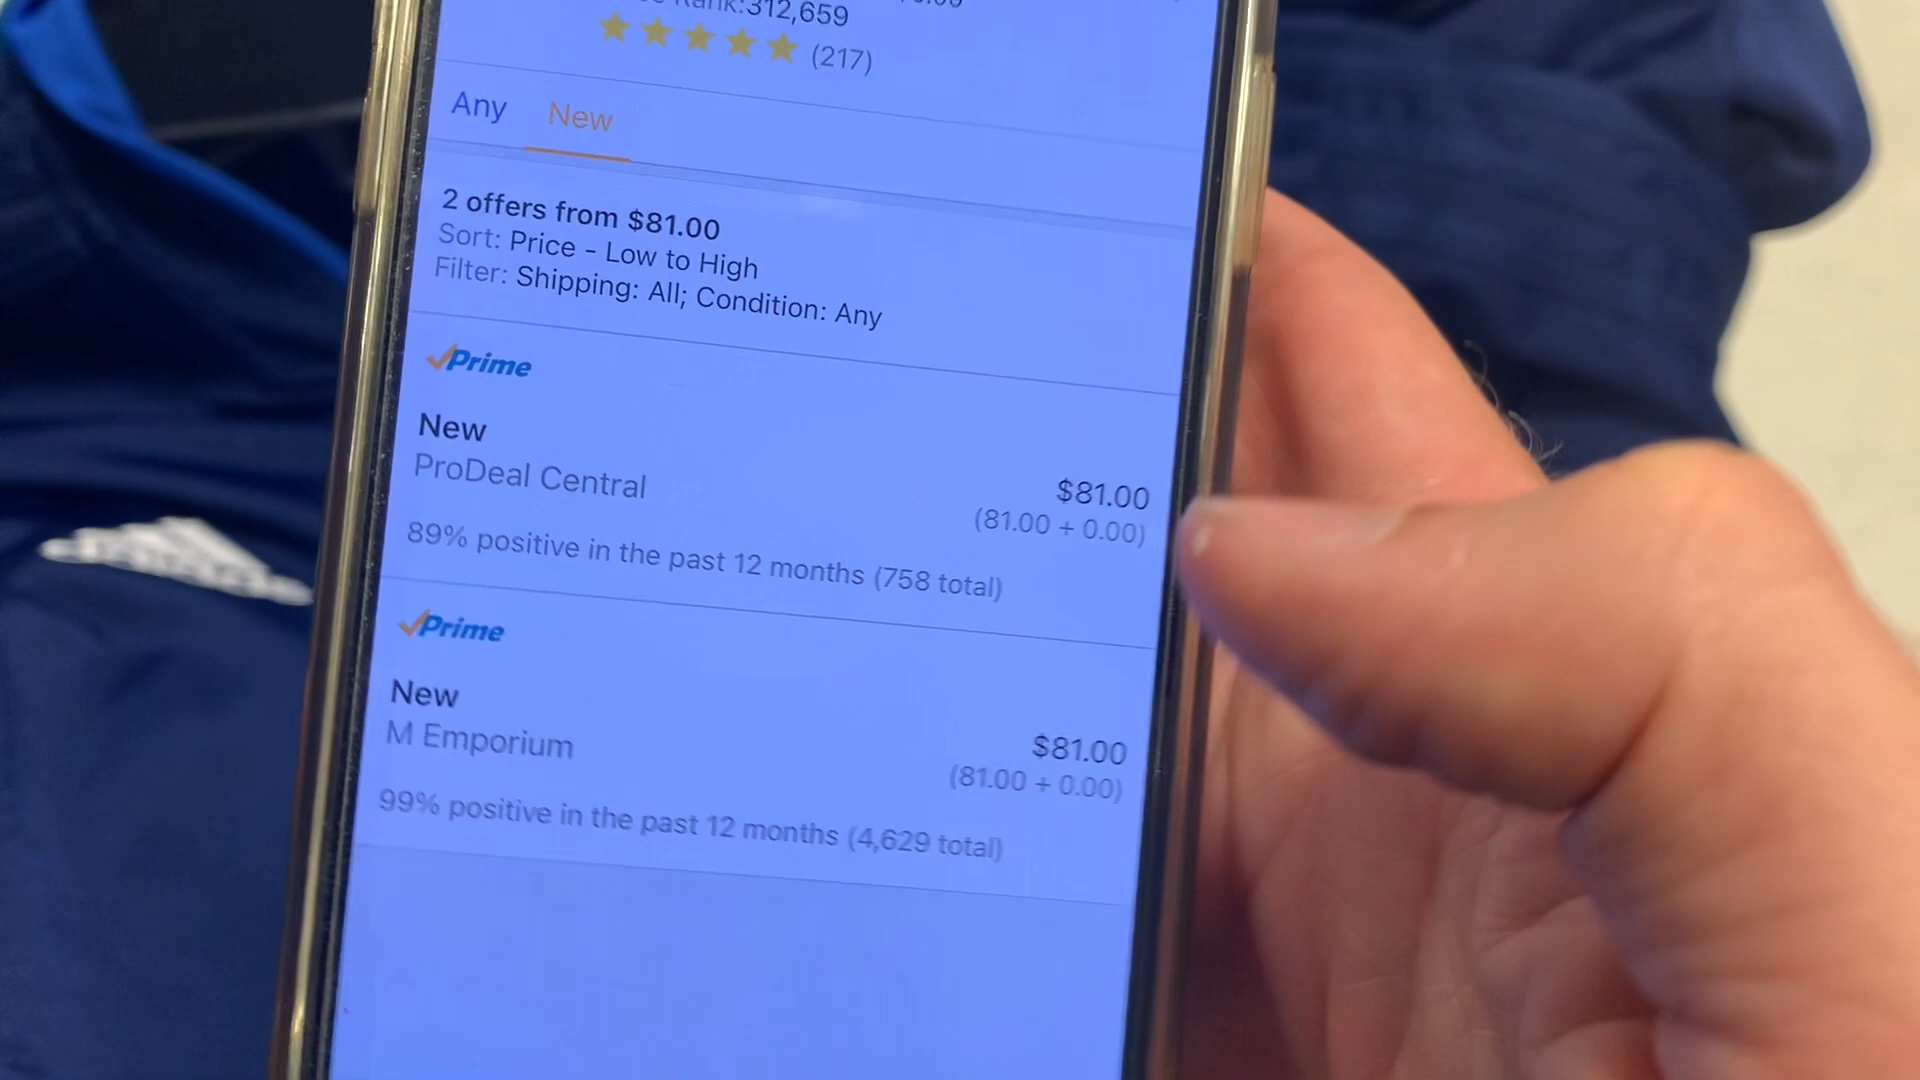 Rank:312,659
(217)
Any New
2 offers from $81.00
Sort: Price - Low to High
Filter: Shipping: All; Condition: Any
Prime
New
ProDeal Central
$81.00
(81.00 + 0.00)
89% positive in the past 12 months (758 total)
Prime
New
M Emporium
$81.00
(81.00 + 0.00)
99% positive in the past 12 months (4,629 total)